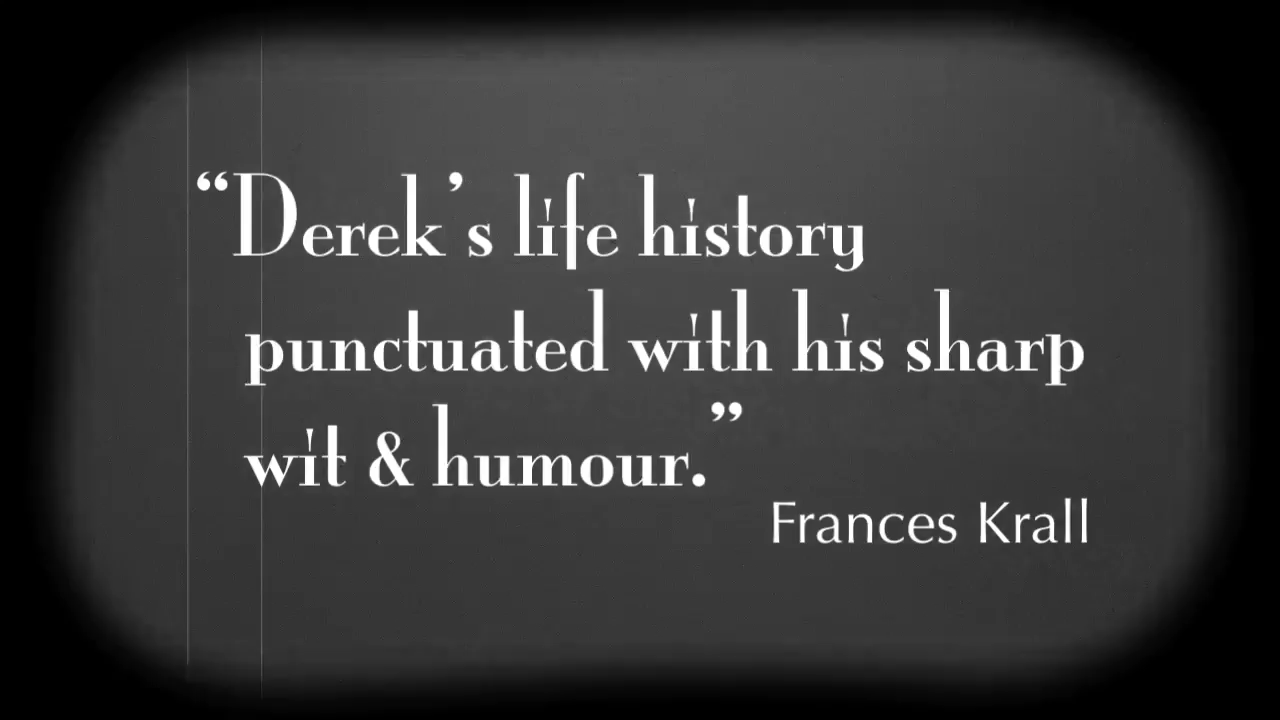 “Derek’s life history
punctuated with his sharp
wit & humour.”
Frances Krall